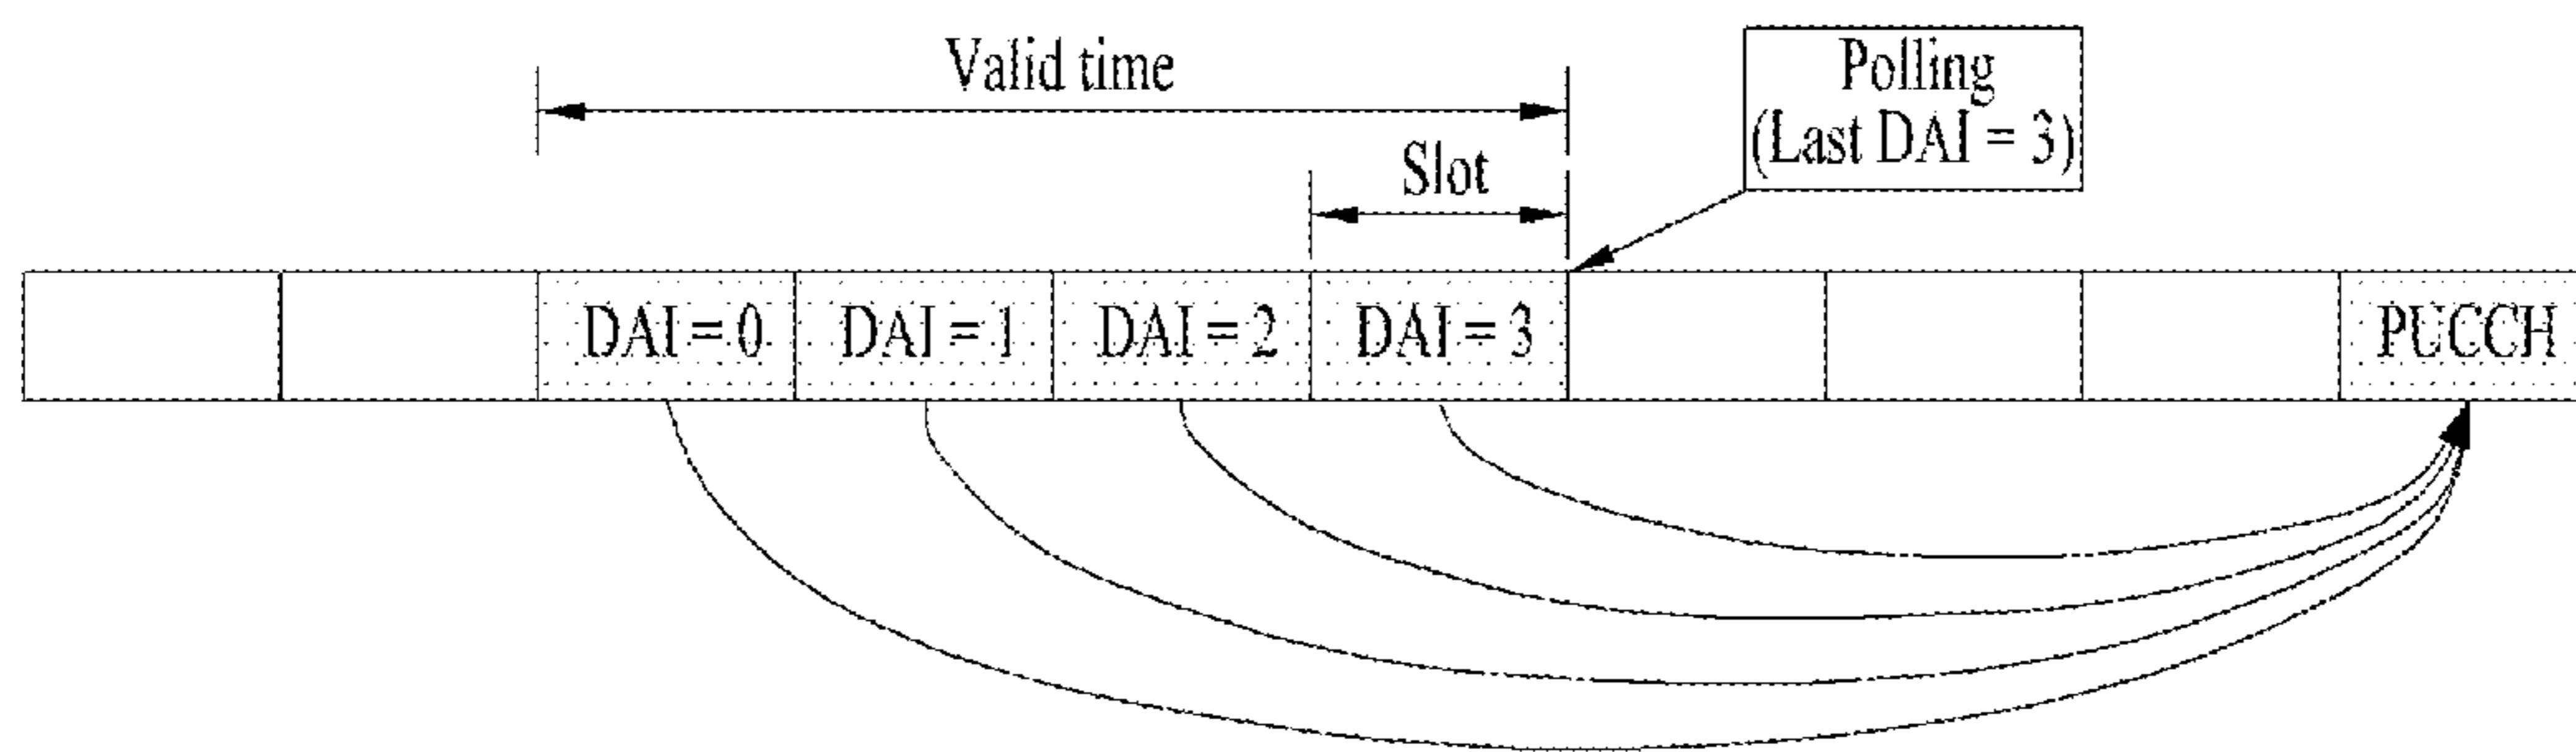 Valid time
Polling
(Last DAI = 3)
Slot
DAI = 0
DAI = 1
DAI = 2
DAI = 3
PUCCH